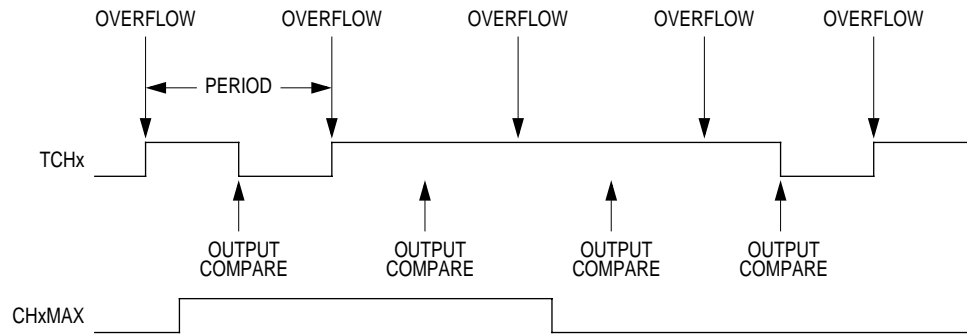 OVERFLOW OVERFLOW OVERFLOW OVERFLOW OVERFLOW
PERIOD
TCHx
OUTPUT COMPARE
OUTPUT COMPARE
OUTPUT COMPARE
OUTPUT COMPARE
CHxMAX